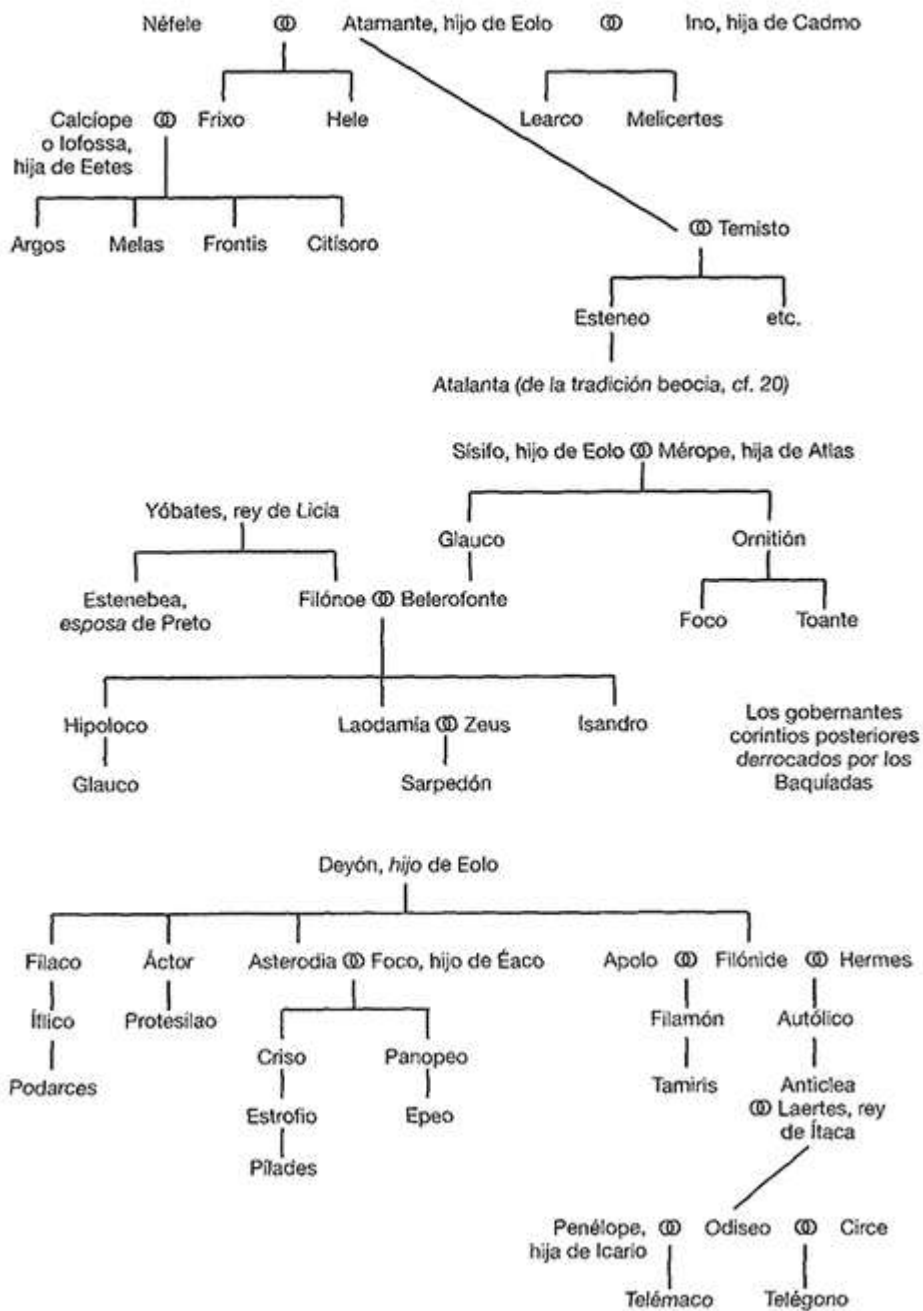 Néfele ⚭ Atamante, hijo de Eolo ⚭ Ino, hija de Cadmo
Calcíope ⚭ Frixo Hele Learco Melicertes
o Iofossa,
hija de Eetes
Argos Melas Frontis Citísoro
⚭ Temisto
Esteneo etc.
Atalanta (de la tradición beocia, cf. 20)
Sísifo, hijo de Eolo ⚭ Mérope, hija de Atlas
Yóbates, rey de Licia
Glauco Ornitión
Estenebea, Filónoe ⚭ Belerofonte
esposa de Preto
Foco Toante
Hipoloco Laodamía ⚭ Zeus Ísandro
Glauco Sarpedón
Los gobernantes
corintios posteriores
derrocados por los
Baquíadas
Deyón, hijo de Eolo
Fílaco Áctor Asterodia ⚭ Foco, hijo de Éaco Apolo ⚭ Filónide ⚭ Hermes
Íflico Protesilao Filamón Autólico
Criso Panopeo
Podarces Tamiris Anticlea
⚭ Laertes, rey
de Ítaca
Estrofio Epeo
Pílades
Penélope, ⚭ Odiseo ⚭ Circe
hija de Icario
Telémaco Telégono